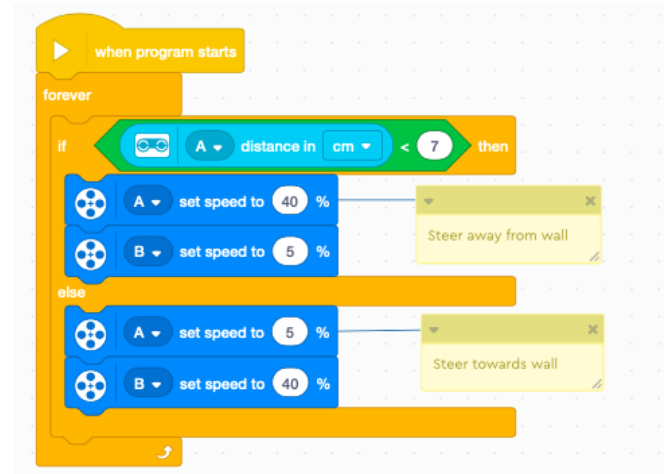 when program starts
forever
if A distance in cm < 7 then
A set speed to 40 %
Steer away from wall
B set speed to 5 %
else
A set speed to 5 %
Steer towards wall
B set speed to 40 %